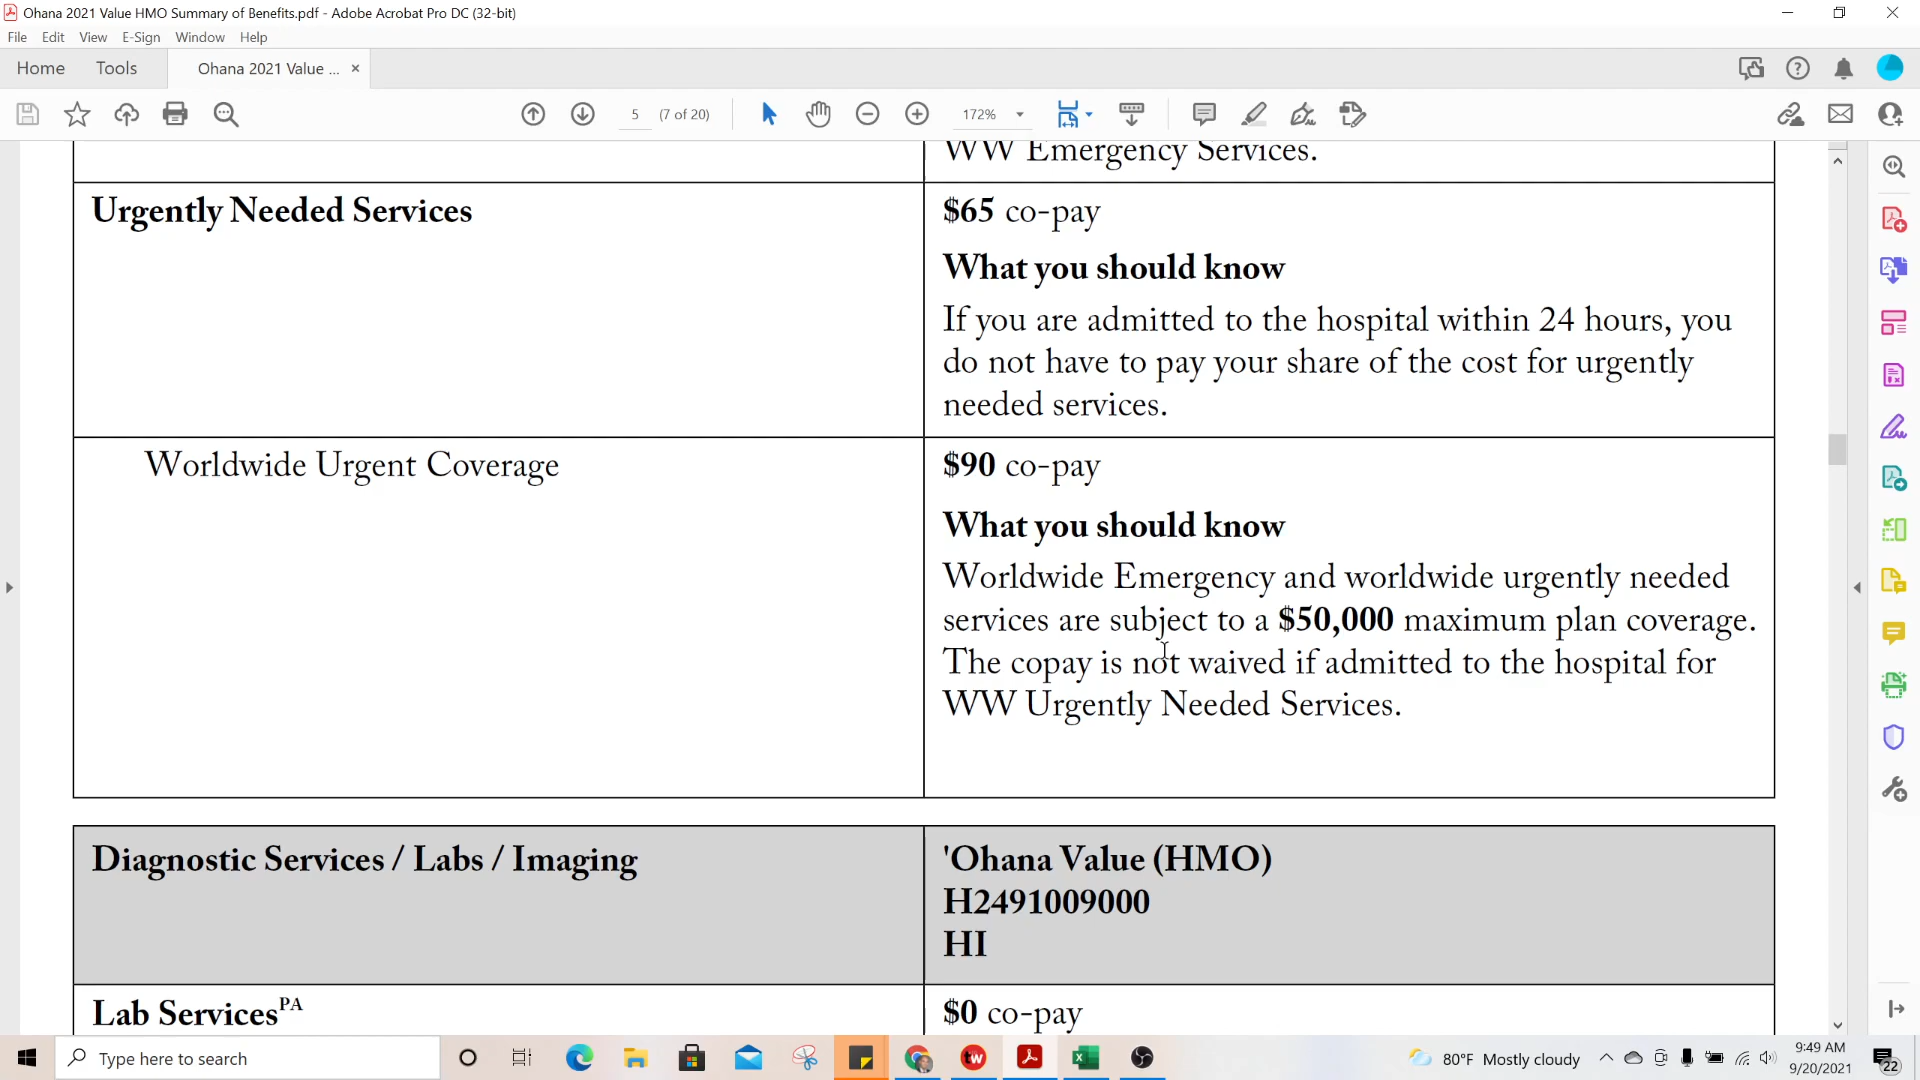 Ohana 2021 Value HMO Summary of Benefits.pdf - Adobe Acrobat Pro DC (32-bit)
File Edit View E-Sign Window Help
Home Tools Ohana 2021 Value ... ×
5 (7 of 20) 172%
WW Emergency Services.
Urgently Needed Services
$65 co-pay
What you should know
If you are admitted to the hospital within 24 hours, you
do not have to pay your share of the cost for urgently
needed services.
Worldwide Urgent Coverage
$90 co-pay
What you should know
Worldwide Emergency and worldwide urgently needed
services are subject to a $50,000 maximum plan coverage.
The copay is not waived if admitted to the hospital for
WW Urgently Needed Services.
Diagnostic Services / Labs / Imaging
'Ohana Value (HMO)
H2491009000
HI
Lab ServicesPA
$0 co-pay
Type here to search
tw
80°F Mostly cloudy
9:49 AM
9/20/2021
22